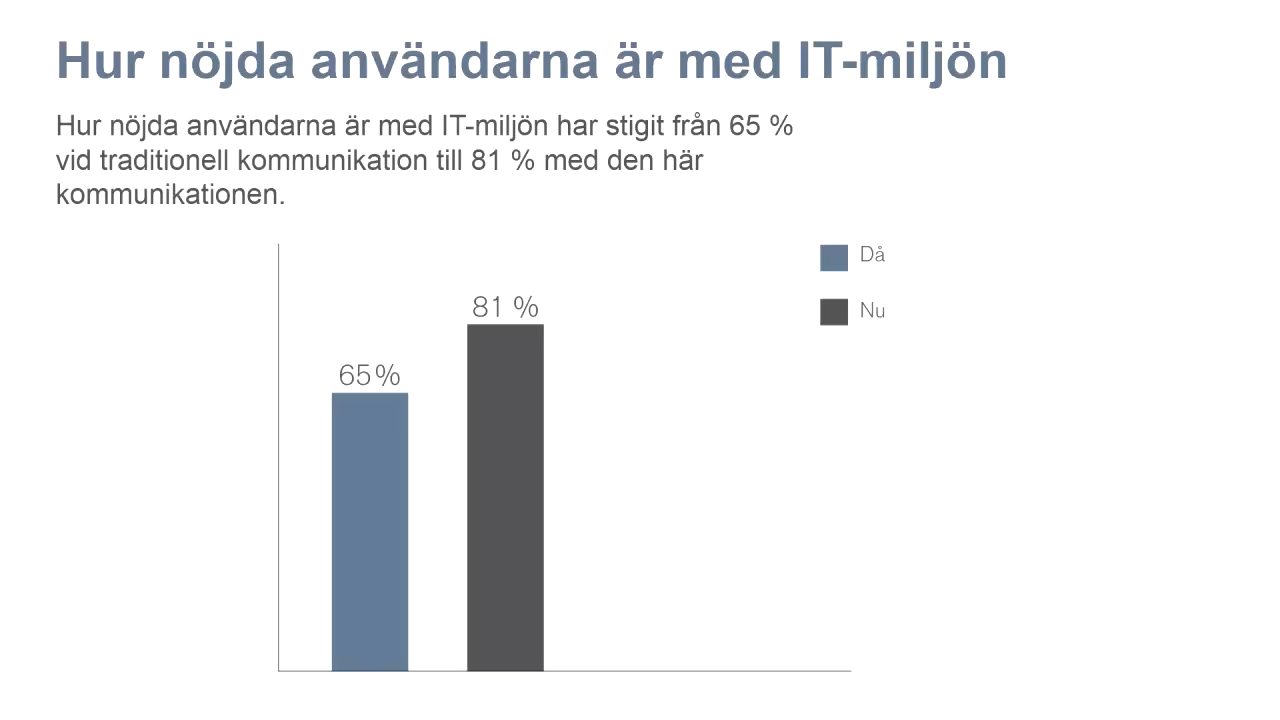 Hur nöjda användarna är med IT-miljön
Hur nöjda användarna är med IT-miljön har stigit från 65 %
vid traditionell kommunikation till 81 % med den här
kommunikationen.
Då
Nu
81 %
65 %